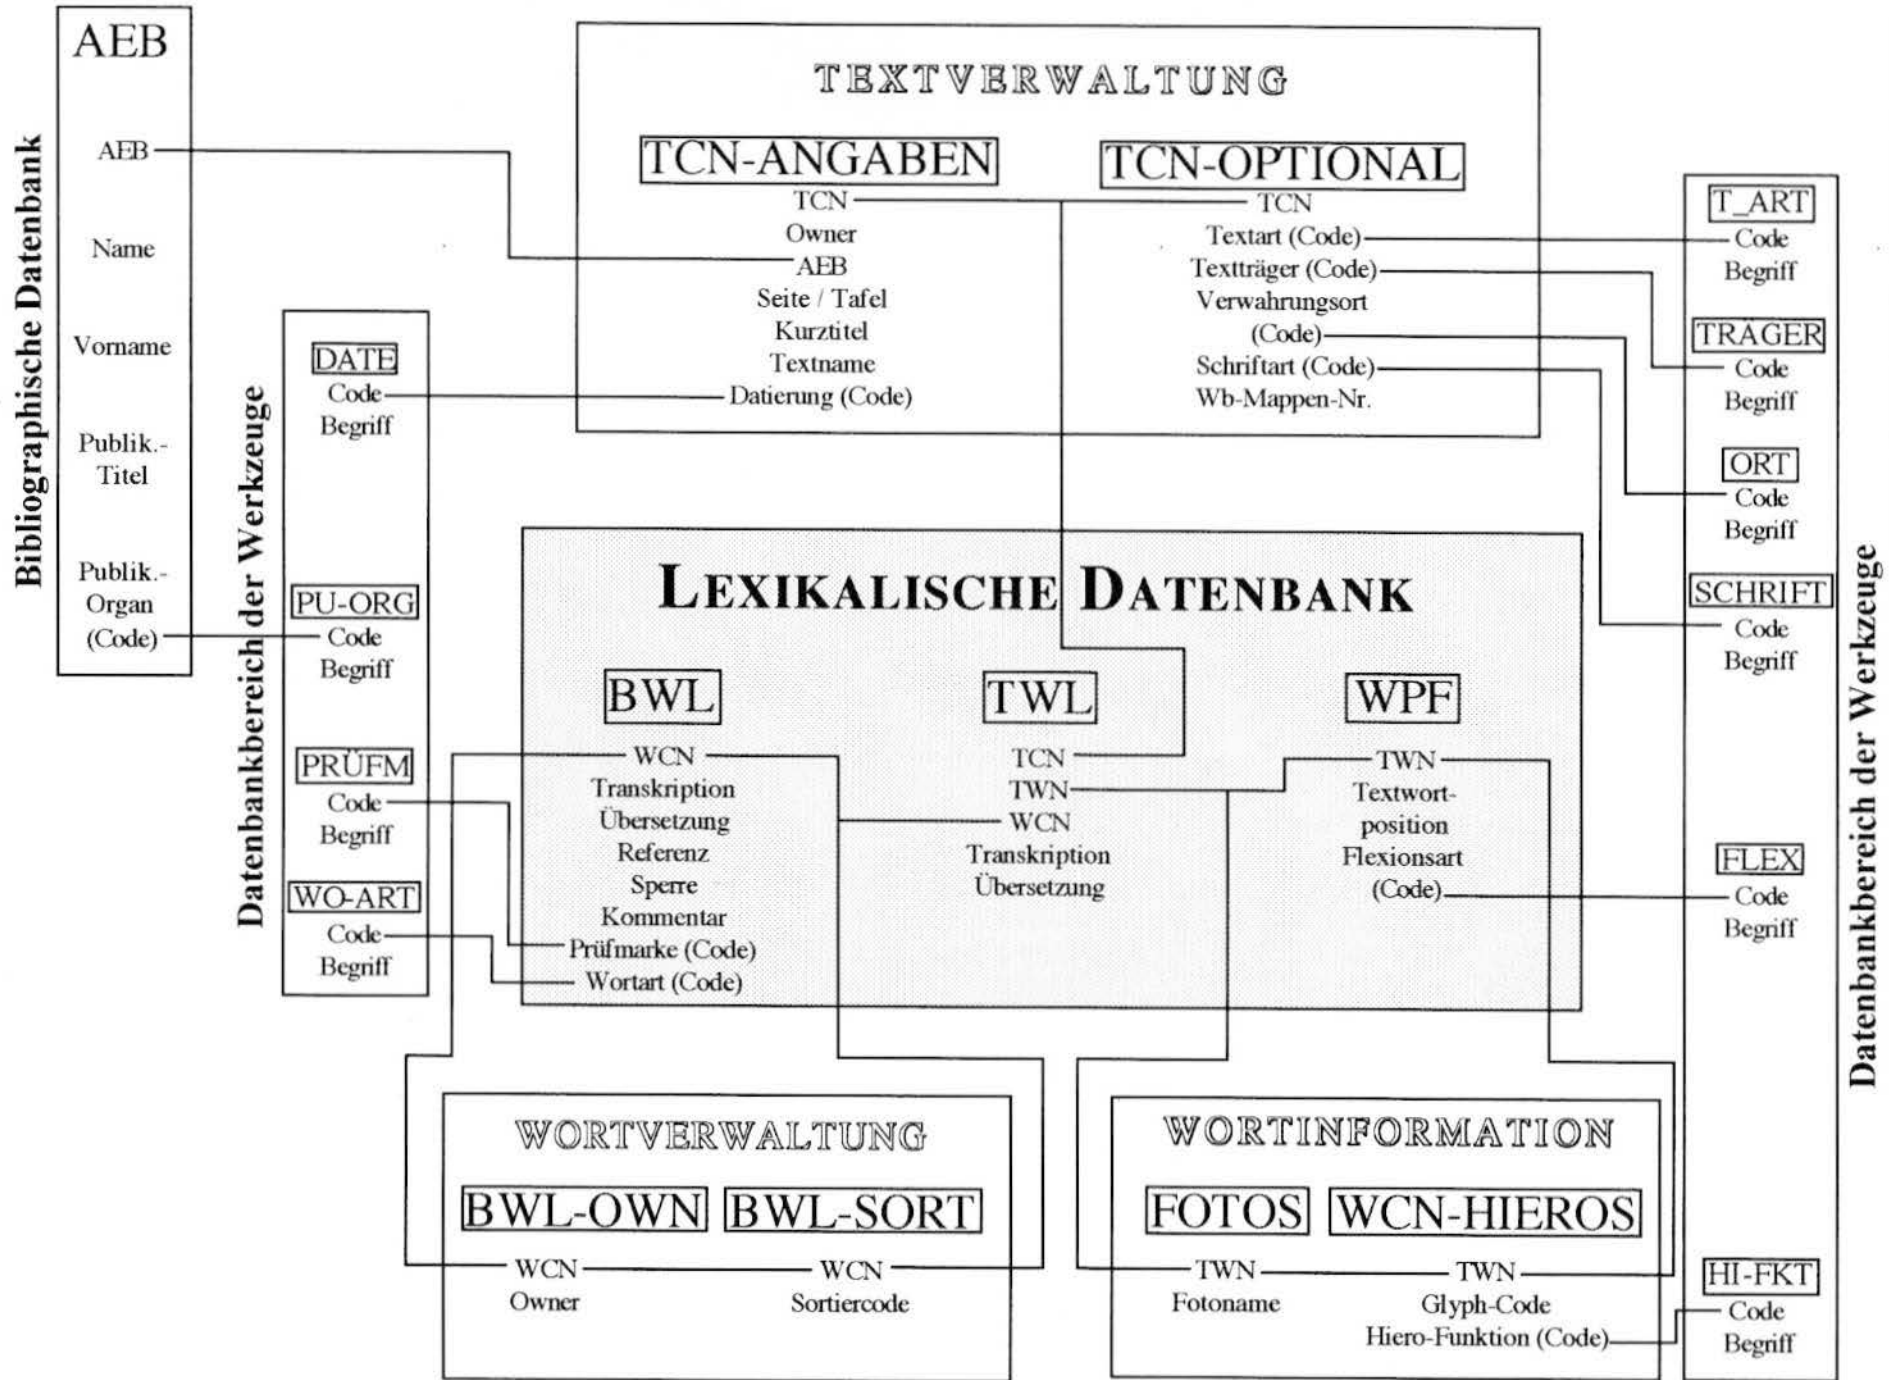 Bibliographische Datenbank
AEB
AEB
Name
Vorname
Publik.-
Titel
Publik.-
Organ
(Code)
Datenbankbereich der Werkzeuge
DATE
Code
Begriff
PU-ORG
Code
Begriff
PRÜFM
Code
Begriff
WO-ART
Code
Begriff
TEXTVERWALTUNG
TCN-ANGABEN
TCN
Owner
AEB
Seite / Tafel
Kurztitel
Textname
Datierung (Code)
TCN-OPTIONAL
TCN
Textart (Code)
Textträger (Code)
Verwahrungsort
(Code)
Schriftart (Code)
Wb-Mappen-Nr.
LEXIKALISCHE DATENBANK
BWL
WCN
Transkription
Übersetzung
Referenz
Sperre
Kommentar
Prüfmarke (Code)
Wortart (Code)
TWL
TCN
TWN
WCN
Transkription
Übersetzung
WPF
TWN
Textwort-
position
Flexionsart
(Code)
WORTVERWALTUNG
BWL-OWN
WCN
Owner
BWL-SORT
WCN
Sortiercode
WORTINFORMATION
FOTOS
TWN
Fotoname
WCN-HIEROS
TWN
Glyph-Code
Hiero-Funktion (Code)
T_ART
Code
Begriff
TRÄGER
Code
Begriff
ORT
Code
Begriff
SCHRIFT
Code
Begriff
FLEX
Code
Begriff
HI-FKT
Code
Begriff
Datenbankbereich der Werkzeuge